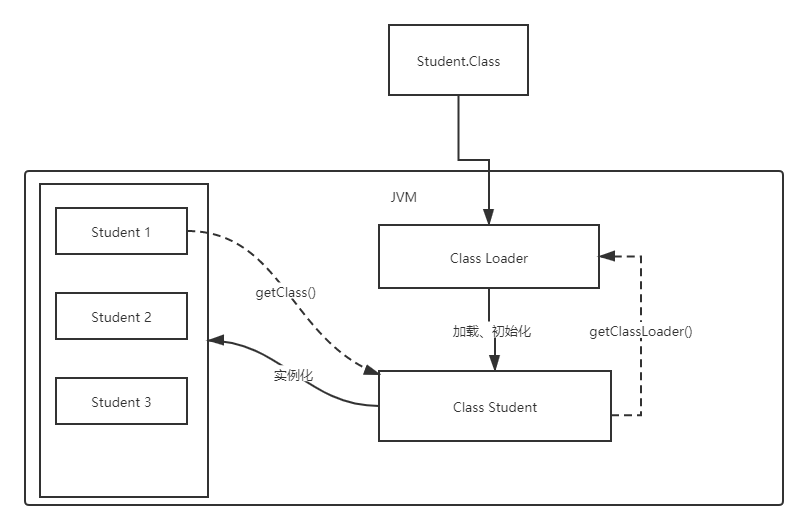 Student.Class
JVM
Student 1
Class Loader
getClass()
Student 2
加载、初始化
getClassLoader()
实例化
Student 3
Class Student